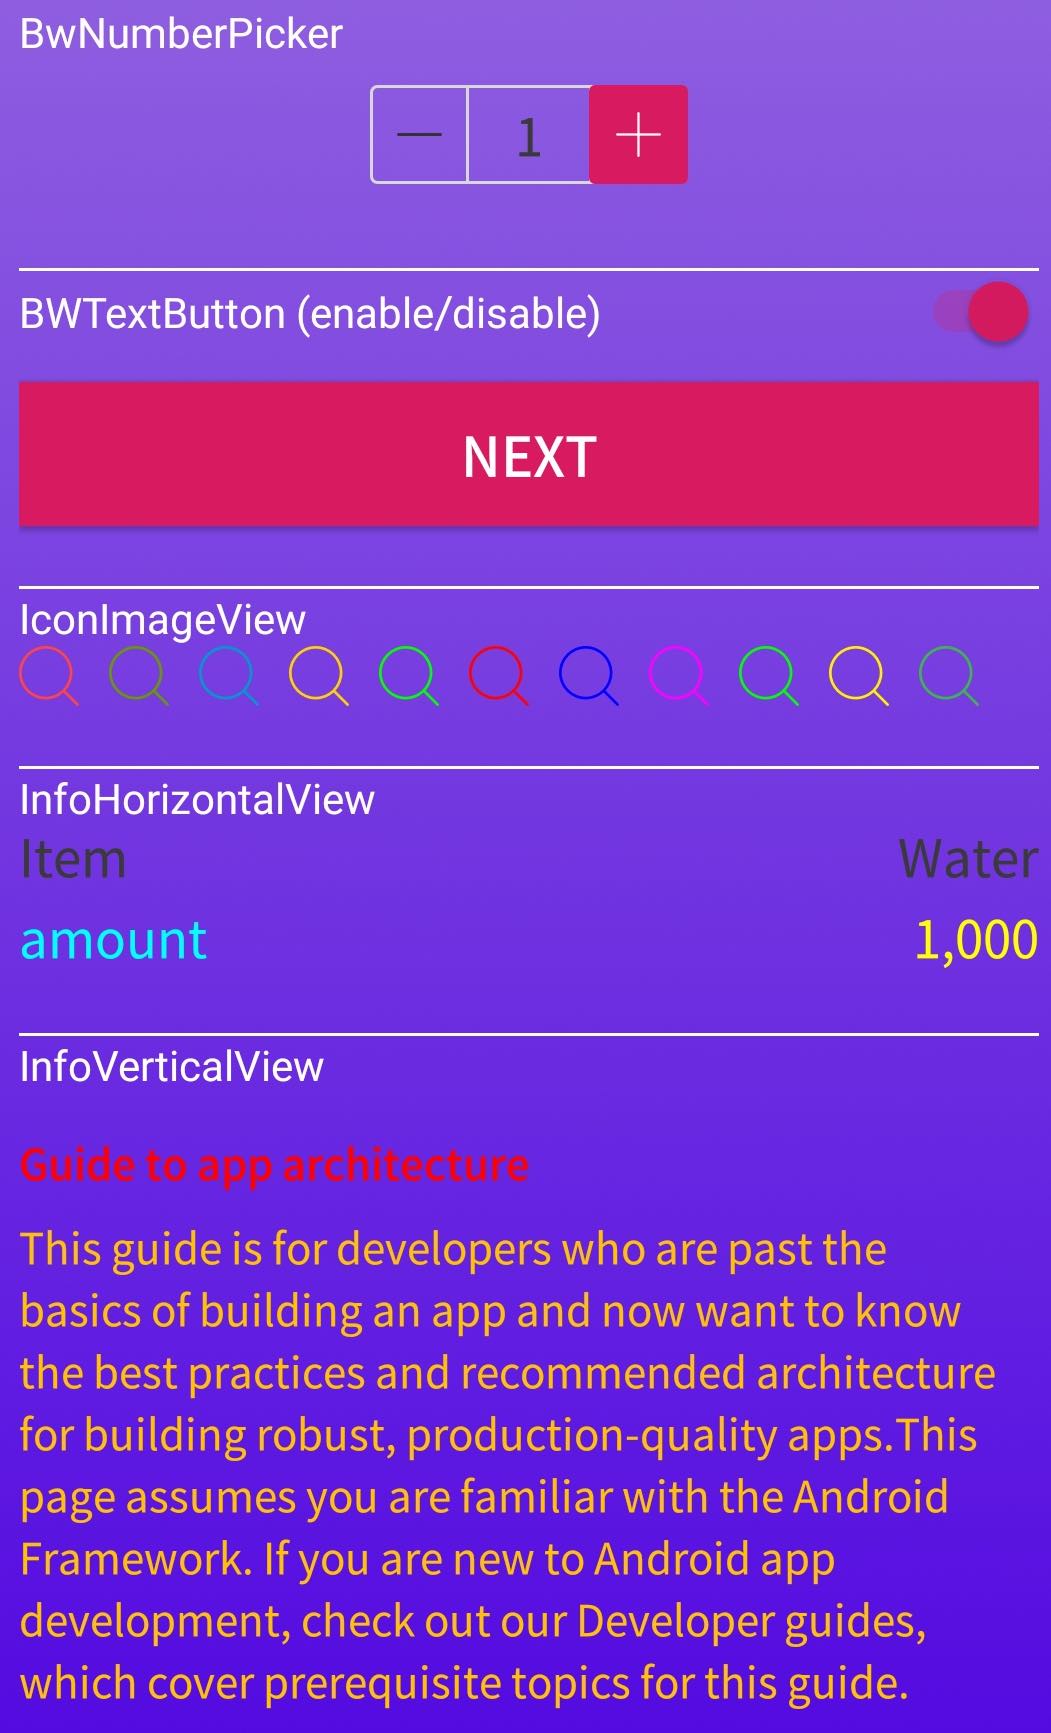 BwNumberPicker
1
BWTextButton (enable/disable)
NEXT
IconImageView
InfoHorizontalView
Item Water
amount 1,000
InfoVerticalView
Guide to app architecture
This guide is for developers who are past the
basics of building an app and now want to know
the best practices and recommended architecture
for building robust, production-quality apps.This
page assumes you are familiar with the Android
Framework. If you are new to Android app
development, check out our Developer guides,
which cover prerequisite topics for this guide.